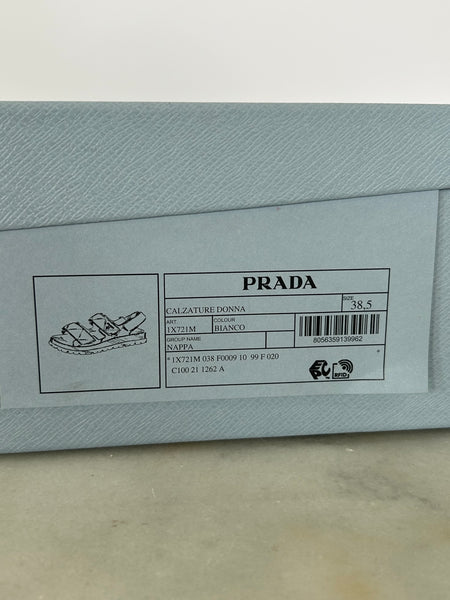 PRADA
CALZATURE DONNA
SIZE
38,5
ART.
1X721M
COLOUR
BIANCO
GROUP NAME
NAPPA
8056359139962
*1X721M 038 F0009 10 99 F 020
C100 21 1262 A
RFID